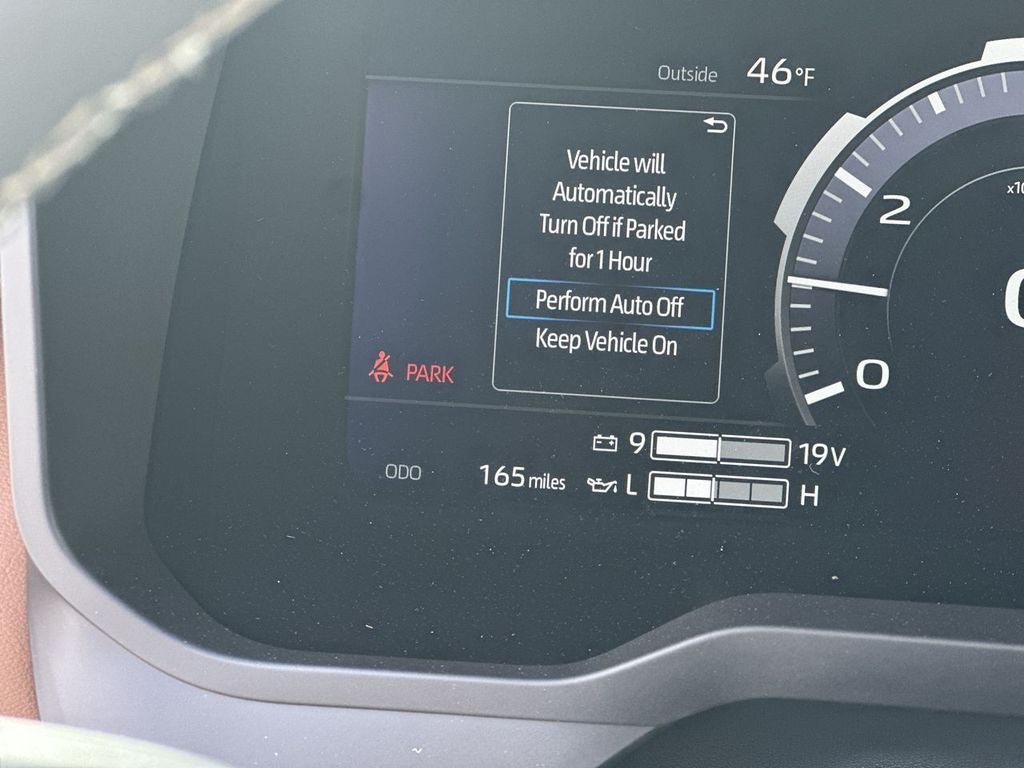 Outside 46°F
Vehicle will
Automatically
Turn Off if Parked
for 1 Hour
Perform Auto Off
Keep Vehicle On
PARK
2
0
9 19V
ODO 165 miles
L H